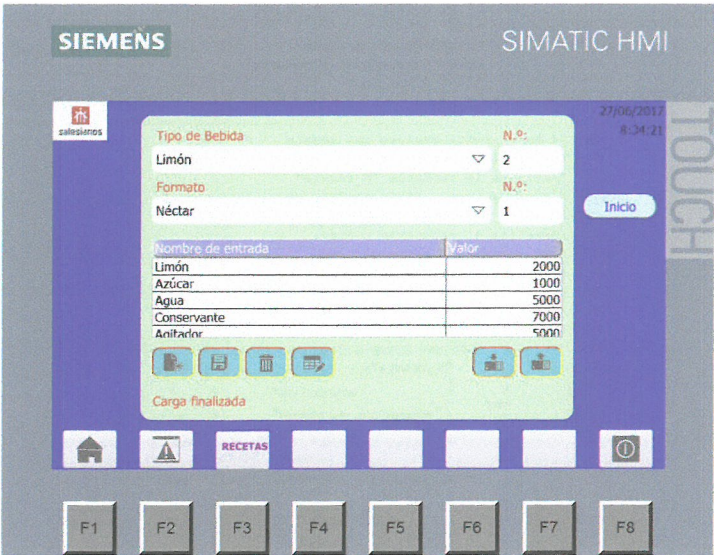 SIEMENS
SIMATIC HMI
TOUCH
salesianos
27/06/2017
8:34:21
Tipo de Bebida N.º:
Limón 2
Formato N.º:
Néctar 1
Inicio
Nombre de entrada Valor
Limón 2000
Azúcar 1000
Agua 5000
Conservante 7000
Agitador 5000
Carga finalizada
RECETAS
F1 F2 F3 F4 F5 F6 F7 F8